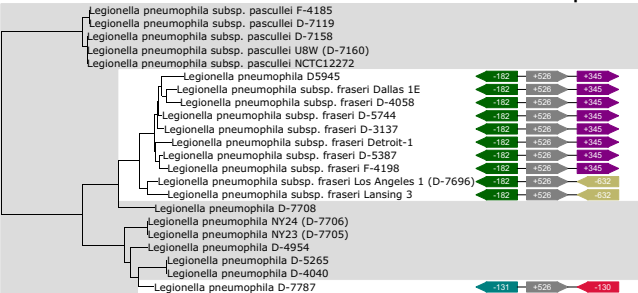 Legionella pneumophila subsp. pascullei F-4185
Legionella pneumophila subsp. pascullei D-7119
Legionella pneumophila subsp. pascullei D-7158
Legionella pneumophila subsp. pascullei U8W (D-7160)
Legionella pneumophila subsp. pascullei NCTC12272
Legionella pneumophila D5945 -182 +526 +345
Legionella pneumophila subsp. fraseri Dallas 1E -182 +526 +345
Legionella pneumophila subsp. fraseri D-4058 -182 +526 +345
Legionella pneumophila subsp. fraseri D-5744 -182 +526 +345
Legionella pneumophila subsp. fraseri D-3137 -182 +526 +345
Legionella pneumophila subsp. fraseri Detroit-1 -182 +526 +345
Legionella pneumophila subsp. fraseri D-5387 -182 +526 +345
Legionella pneumophila subsp. fraseri F-4198 -182 +526 +345
Legionella pneumophila subsp. fraseri Los Angeles 1 (D-7696) -182 +526 -632
Legionella pneumophila subsp. fraseri Lansing 3 -182 +526 -632
Legionella pneumophila D-7708
Legionella pneumophila NY24 (D-7706)
Legionella pneumophila NY23 (D-7705)
Legionella pneumophila D-4954
Legionella pneumophila D-5265
Legionella pneumophila D-4040
Legionella pneumophila D-7787 -131 +526 -130